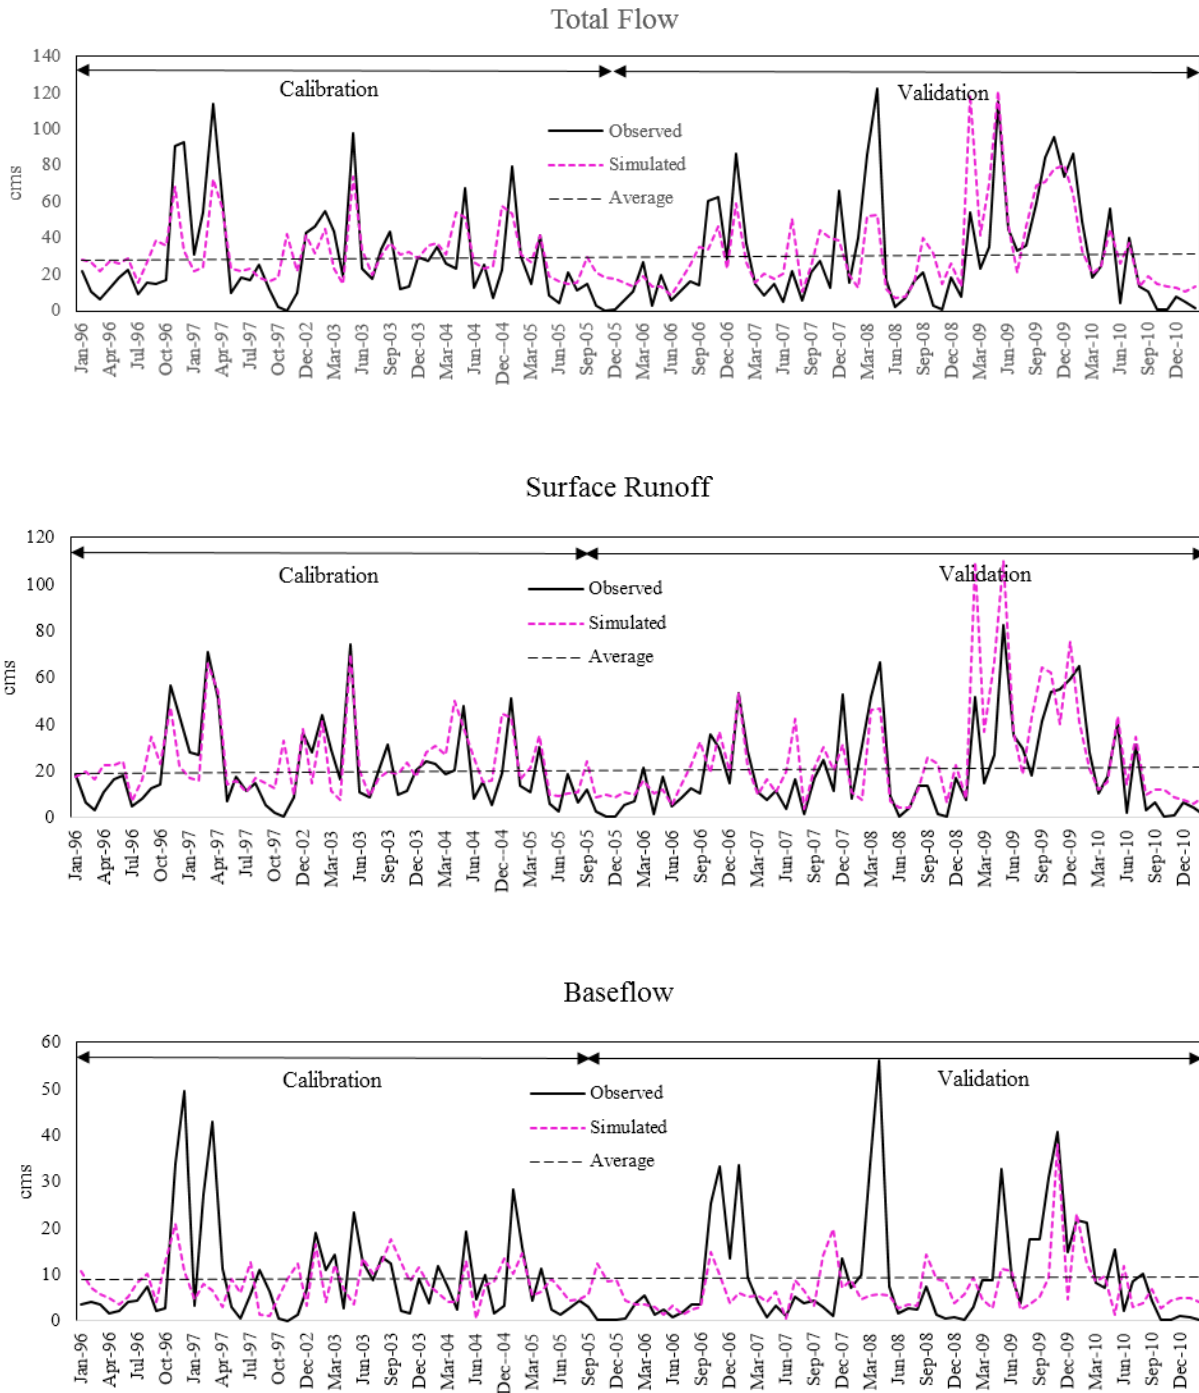 Total Flow
140
120
100
80
60
40
20
0
cms
Calibration
Validation
Observed
Simulated
Average
Jan-96
Apr-96
Jul-96
Oct-96
Jan-97
Apr-97
Jul-97
Oct-97
Dec-02
Mar-03
Jun-03
Sep-03
Dec-03
Mar-04
Jun-04
Dec--04
Mar-05
Jun-05
Sep-05
Dec-05
Mar-06
Jun-06
Sep-06
Dec-06
Mar-07
Jun-07
Sep-07
Dec-07
Mar-08
Jun-08
Sep-08
Dec-08
Mar-09
Jun-09
Sep-09
Dec-09
Mar-10
Jun-10
Sep-10
Dec-10
Surface Runoff
120
100
80
60
40
20
0
cms
Calibration
Validation
Observed
Simulated
Average
Jan-96
Apr-96
Jul-96
Oct-96
Jan-97
Apr-97
Jul-97
Oct-97
Dec-02
Mar-03
Jun-03
Sep-03
Dec-03
Mar-04
Jun-04
Dec--04
Mar-05
Jun-05
Sep-05
Dec-05
Mar-06
Jun-06
Sep-06
Dec-06
Mar-07
Jun-07
Sep-07
Dec-07
Mar-08
Jun-08
Sep-08
Dec-08
Mar-09
Jun-09
Sep-09
Dec-09
Mar-10
Jun-10
Sep-10
Dec-10
Baseflow
60
50
40
30
20
10
0
cms
Calibration
Validation
Observed
Simulated
Average
Jan-96
Apr-96
Jul-96
Oct-96
Jan-97
Apr-97
Jul-97
Oct-97
Dec-02
Mar-03
Jun-03
Sep-03
Dec-03
Mar-04
Jun-04
Dec--04
Mar-05
Jun-05
Sep-05
Dec-05
Mar-06
Jun-06
Sep-06
Dec-06
Mar-07
Jun-07
Sep-07
Dec-07
Mar-08
Jun-08
Sep-08
Dec-08
Mar-09
Jun-09
Sep-09
Dec-09
Mar-10
Jun-10
Sep-10
Dec-10